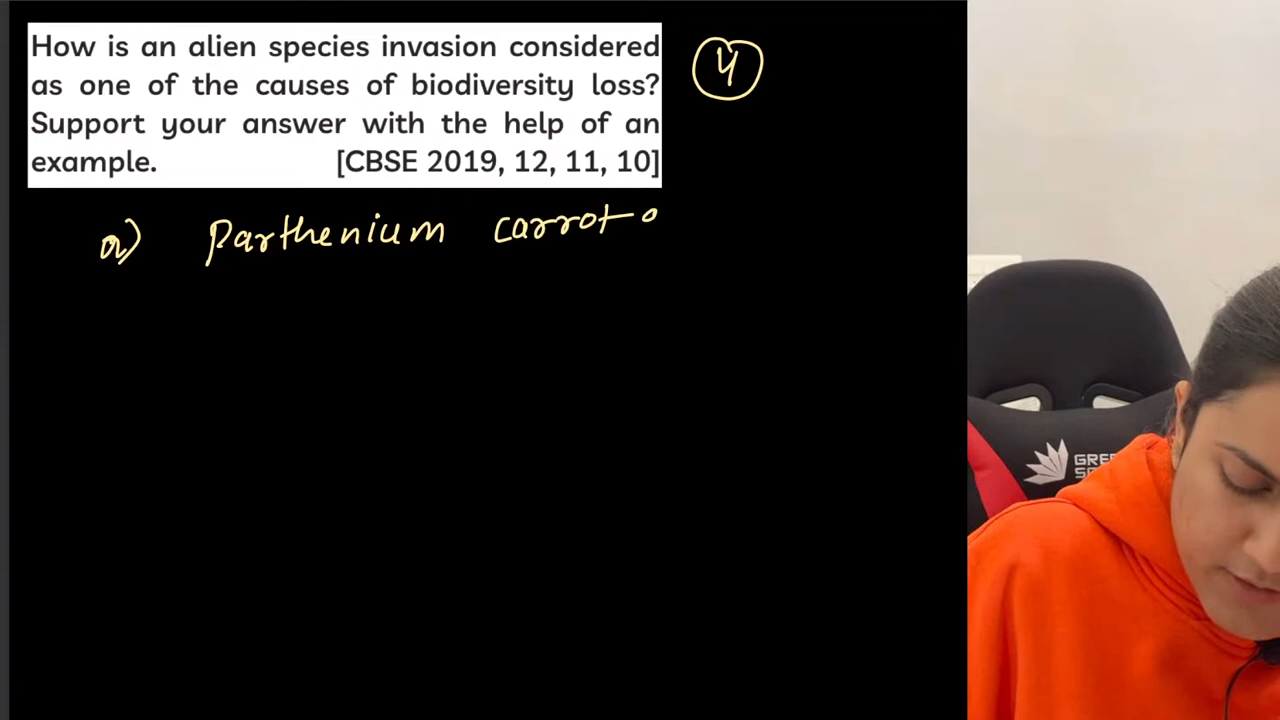 How is an alien species invasion considered
as one of the causes of biodiversity loss?
Support your answer with the help of an
example. [CBSE 2019, 12, 11, 10]
4
a) Parthenium carrot
GREE